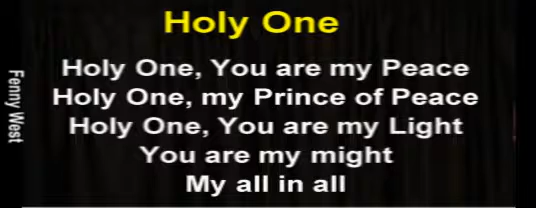 Holy One
Holy One, You are my Peace
Holy One, my Prince of Peace
Holy One, You are my Light
You are my might
My all in all
Fenny West